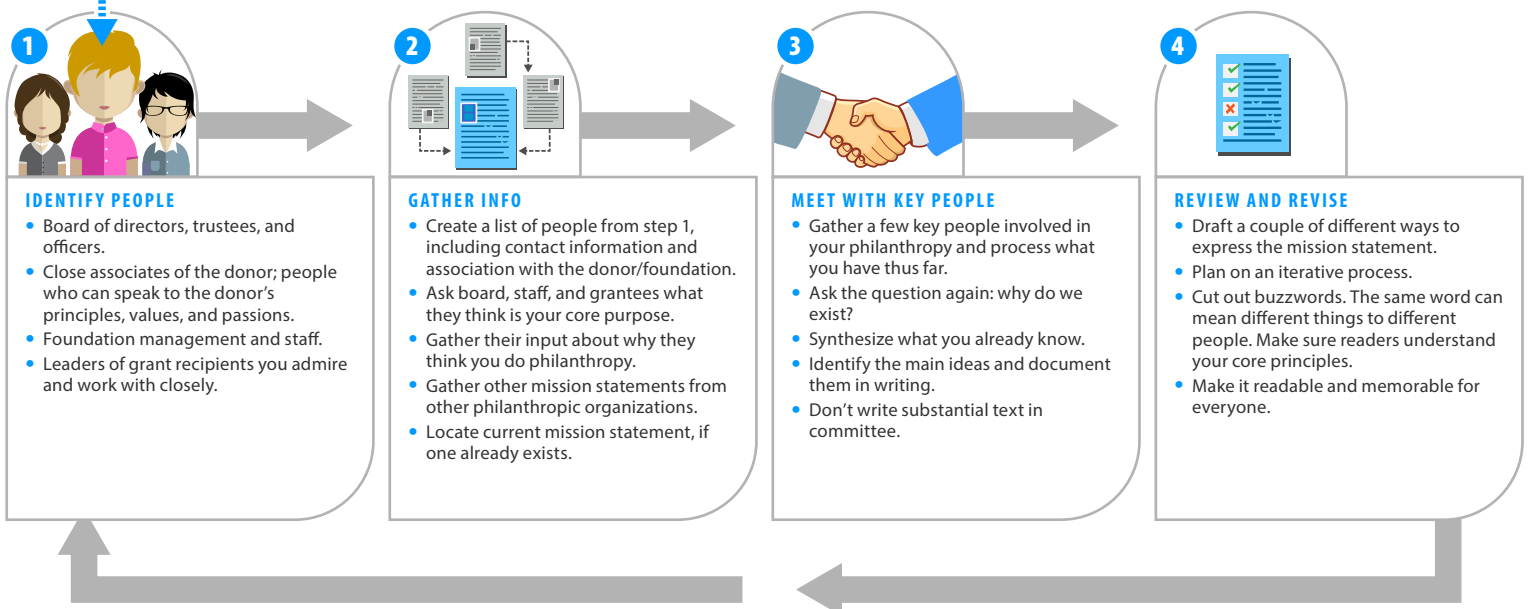 1
IDENTIFY PEOPLE
• Board of directors, trustees, and
officers.
• Close associates of the donor; people
who can speak to the donor's
principles, values, and passions.
• Foundation management and staff.
• Leaders of grant recipients you admire
and work with closely.
2
GATHER INFO
• Create a list of people from step 1,
including contact information and
association with the donor/foundation.
• Ask board, staff, and grantees what
they think is your core purpose.
• Gather their input about why they
think you do philanthropy.
• Gather other mission statements from
other philanthropic organizations.
• Locate current mission statement, if
one already exists.
3
MEET WITH KEY PEOPLE
• Gather a few key people involved in
your philanthropy and process what
you have thus far.
• Ask the question again: why do we
exist?
• Synthesize what you already know.
• Identify the main ideas and document
them in writing.
• Don't write substantial text in
committee.
4
REVIEW AND REVISE
• Draft a couple of different ways to
express the mission statement.
• Plan on an iterative process.
• Cut out buzzwords. The same word can
mean different things to different
people. Make sure readers understand
your core principles.
• Make it readable and memorable for
everyone.